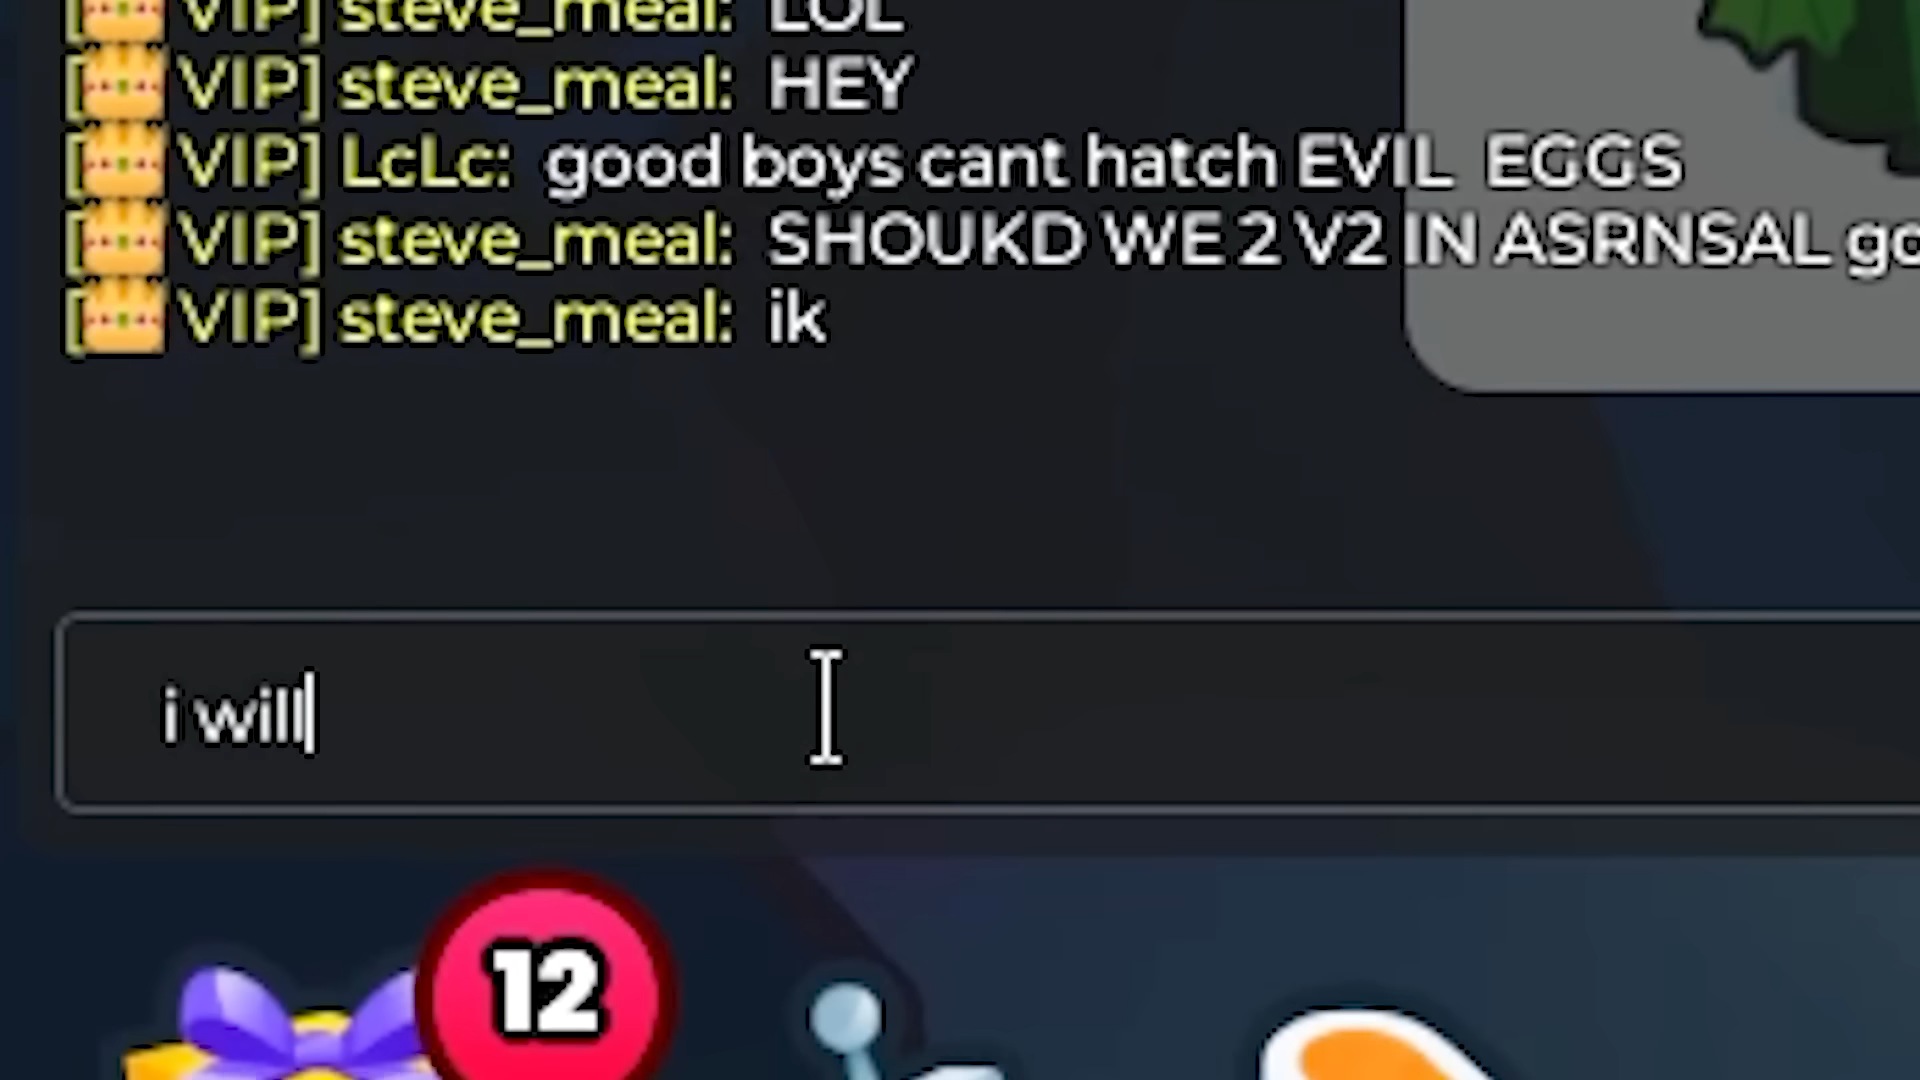 [VIP] steve_meal: LOL
[VIP] steve_meal: HEY
[VIP] LcLc: good boys cant hatch EVIL EGGS
[VIP] steve_meal: SHOUKD WE 2 V2 IN ASRNSAL go
[VIP] steve_meal: ik
i will
12